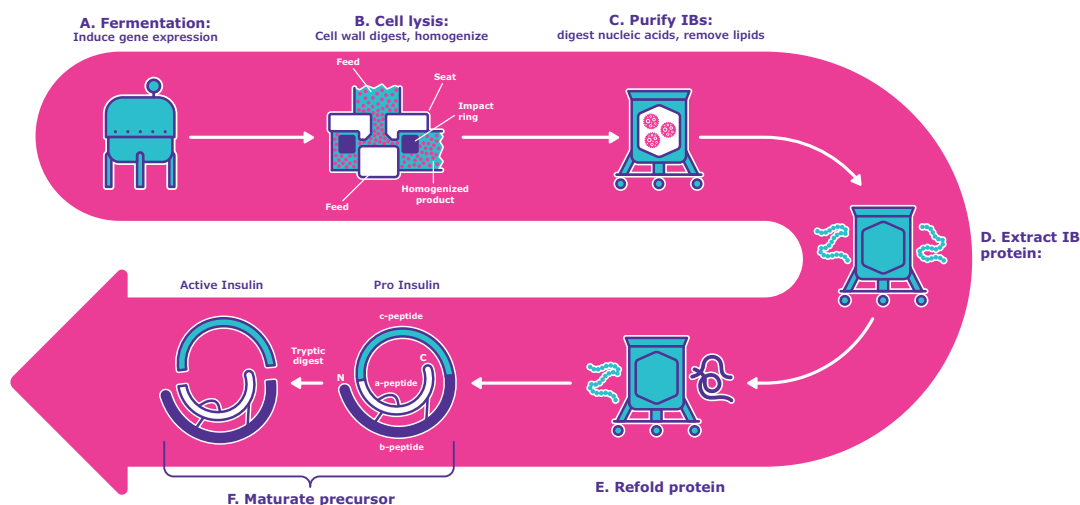 A. Fermentation:
Induce gene expression
B. Cell lysis:
Cell wall digest, homogenize
C. Purify IBs:
digest nucleic acids, remove lipids
Feed
Seat
Impact
ring
Homogenized
product
Feed
D. Extract IB
protein:
Active Insulin
Pro Insulin
c-peptide
Tryptic
digest
N
C
a-peptide
b-peptide
E. Refold protein
F. Maturate precursor